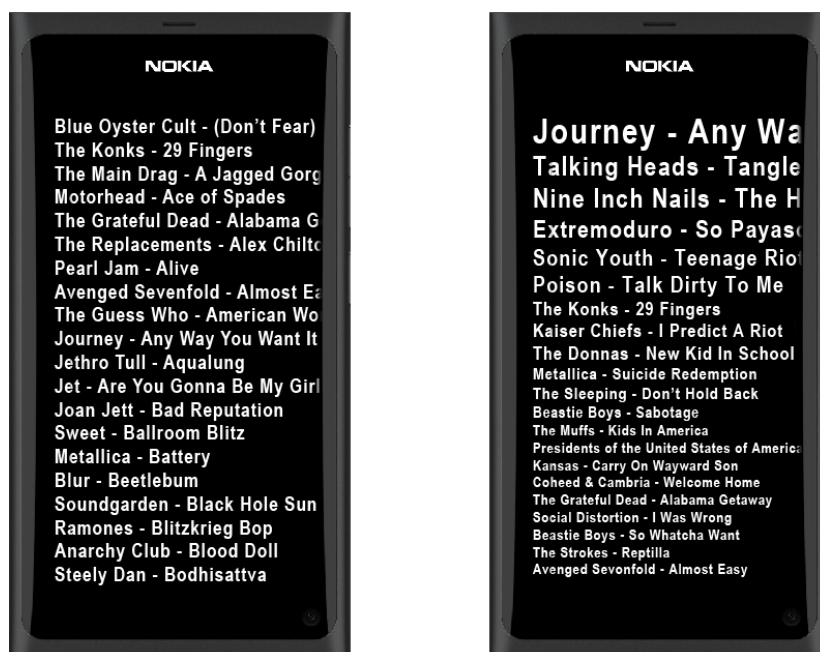 NOKIA
Blue Oyster Cult - (Don't Fear)
The Konks - 29 Fingers
The Main Drag - A Jagged Gorg
Motorhead - Ace of Spades
The Grateful Dead - Alabama G
The Replacements - Alex Chilto
Pearl Jam - Alive
Avenged Sevenfold - Almost Ea
The Guess Who - American Wo
Journey - Any Way You Want It
Jethro Tull - Aqualung
Jet - Are You Gonna Be My Girl
Joan Jett - Bad Reputation
Sweet - Ballroom Blitz
Metallica - Battery
Blur - Beetlebum
Soundgarden - Black Hole Sun
Ramones - Blitzkrieg Bop
Anarchy Club - Blood Doll
Steely Dan - Bodhisattva
NOKIA
Journey - Any Wa
Talking Heads - Tangle
Nine Inch Nails - The H
Extremoduro - So Payaso
Sonic Youth - Teenage Riot
Poison - Talk Dirty To Me
The Konks - 29 Fingers
Kaiser Chiefs - I Predict A Riot
The Donnas - New Kid In School
Metallica - Suicide Redemption
The Sleeping - Don't Hold Back
Beastie Boys - Sabotage
The Muffs - Kids In America
Presidents of the United States of America
Kansas - Carry On Wayward Son
Coheed & Cambria - Welcome Home
The Grateful Dead - Alabama Getaway
Social Distortion - I Was Wrong
Beastie Boys - So Whatcha Want
The Strokes - Reptilla
Avenged Sevonfold - Almost Easy